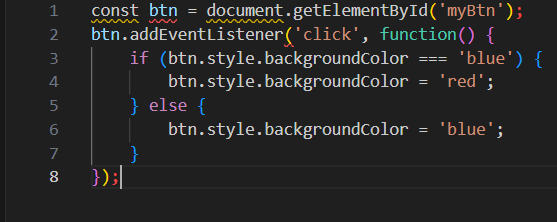 1 const btn = document.getElementById('myBtn');
2 btn.addEventListener('click', function() {
3     if (btn.style.backgroundColor === 'blue') {
4         btn.style.backgroundColor = 'red';
5     } else {
6         btn.style.backgroundColor = 'blue';
7     }
8 });